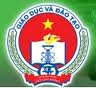 GIÁO DỤC VÀ ĐÀO TẠO